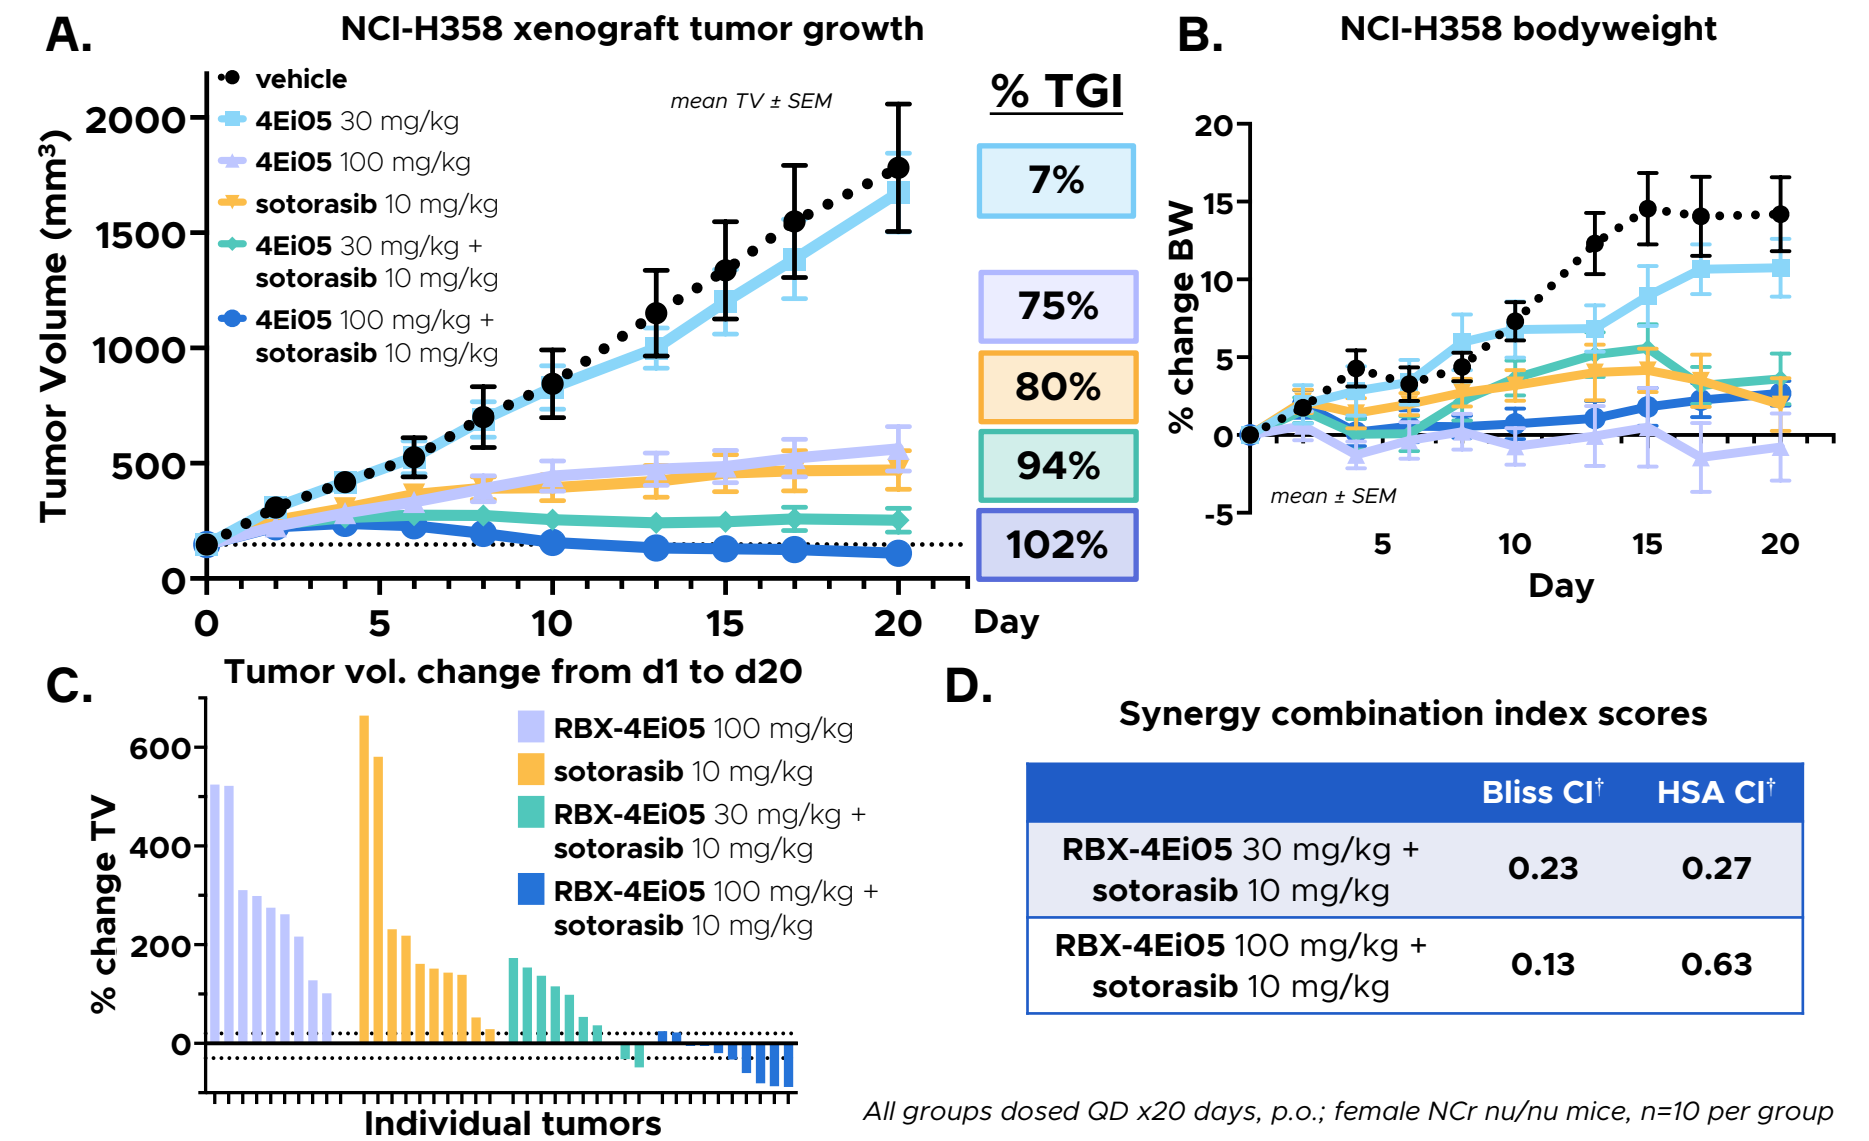 A.
NCI-H358 xenograft tumor growth
vehicle
4Ei05 30 mg/kg
4Ei05 100 mg/kg
sotorasib 10 mg/kg
4Ei05 30 mg/kg +
sotorasib 10 mg/kg
4Ei05 100 mg/kg +
sotorasib 10 mg/kg
mean TV ± SEM
Tumor Volume (mm³)
2000
1500
1000
500
0
0 5 10 15 20 Day
% TGI
7%
75%
80%
94%
102%
B.
NCI-H358 bodyweight
% change BW
20
15
10
5
0
-5
mean ± SEM
5 10 15 20
Day
C.
Tumor vol. change from d1 to d20
RBX-4Ei05 100 mg/kg
sotorasib 10 mg/kg
RBX-4Ei05 30 mg/kg +
sotorasib 10 mg/kg
RBX-4Ei05 100 mg/kg +
sotorasib 10 mg/kg
% change TV
600
400
200
0
Individual tumors
D.
Synergy combination index scores
Bliss CI† HSA CI†
RBX-4Ei05 30 mg/kg +
sotorasib 10 mg/kg
0.23 0.27
RBX-4Ei05 100 mg/kg +
sotorasib 10 mg/kg
0.13 0.63
All groups dosed QD x20 days, p.o.; female NCr nu/nu mice, n=10 per group